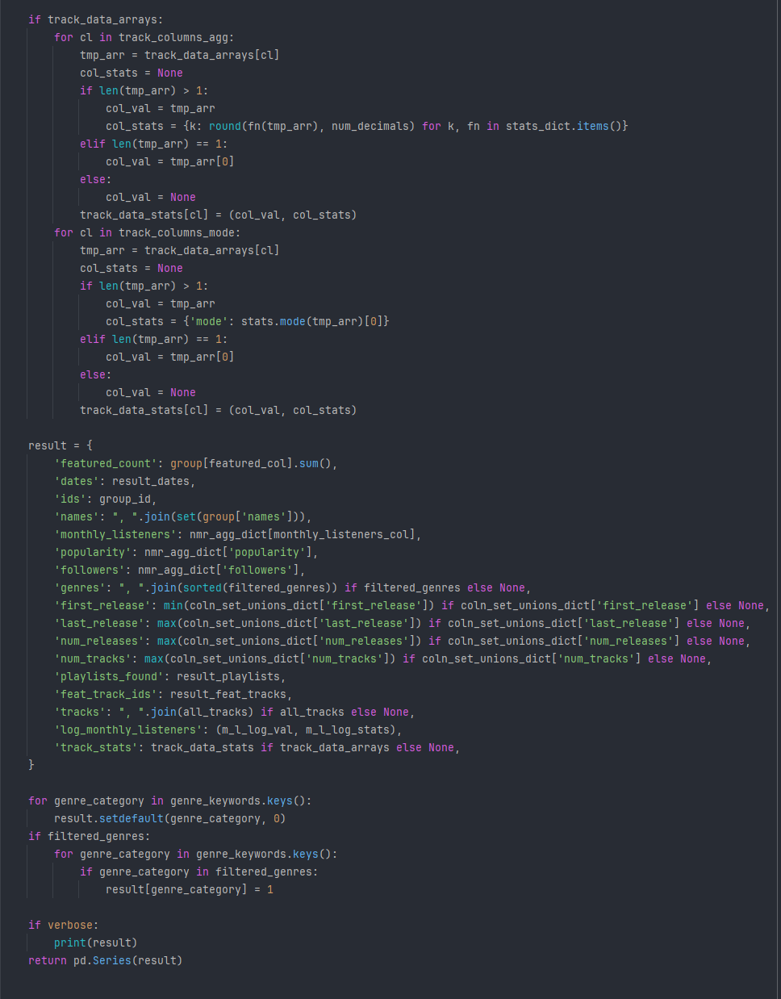 if track_data_arrays:
    for cl in track_columns_agg:
        tmp_arr = track_data_arrays[cl]
        col_stats = None
        if len(tmp_arr) > 1:
            col_val = tmp_arr
            col_stats = {k: round(fn(tmp_arr), num_decimals) for k, fn in stats_dict.items()}
        elif len(tmp_arr) == 1:
            col_val = tmp_arr[0]
        else:
            col_val = None
        track_data_stats[cl] = (col_val, col_stats)
    for cl in track_columns_mode:
        tmp_arr = track_data_arrays[cl]
        col_stats = None
        if len(tmp_arr) > 1:
            col_val = tmp_arr
            col_stats = {'mode': stats.mode(tmp_arr)[0]}
        elif len(tmp_arr) == 1:
            col_val = tmp_arr[0]
        else:
            col_val = None
        track_data_stats[cl] = (col_val, col_stats)

result = {
    'featured_count': group[featured_col].sum(),
    'dates': result_dates,
    'ids': group_id,
    'names': ", ".join(set(group['names'])),
    'monthly_listeners': nmr_agg_dict[monthly_listeners_col],
    'popularity': nmr_agg_dict['popularity'],
    'followers': nmr_agg_dict['followers'],
    'genres': ", ".join(sorted(filtered_genres)) if filtered_genres else None,
    'first_release': min(coln_set_unions_dict['first_release']) if coln_set_unions_dict['first_release'] else None,
    'last_release': max(coln_set_unions_dict['last_release']) if coln_set_unions_dict['last_release'] else None,
    'num_releases': max(coln_set_unions_dict['num_releases']) if coln_set_unions_dict['num_releases'] else None,
    'num_tracks': max(coln_set_unions_dict['num_tracks']) if coln_set_unions_dict['num_tracks'] else None,
    'playlists_found': result_playlists,
    'feat_track_ids': result_feat_tracks,
    'tracks': ", ".join(all_tracks) if all_tracks else None,
    'log_monthly_listeners': (m_l_log_val, m_l_log_stats),
    'track_stats': track_data_stats if track_data_arrays else None,
}

for genre_category in genre_keywords.keys():
    result.setdefault(genre_category, 0)
if filtered_genres:
    for genre_category in genre_keywords.keys():
        if genre_category in filtered_genres:
            result[genre_category] = 1

if verbose:
    print(result)
return pd.Series(result)